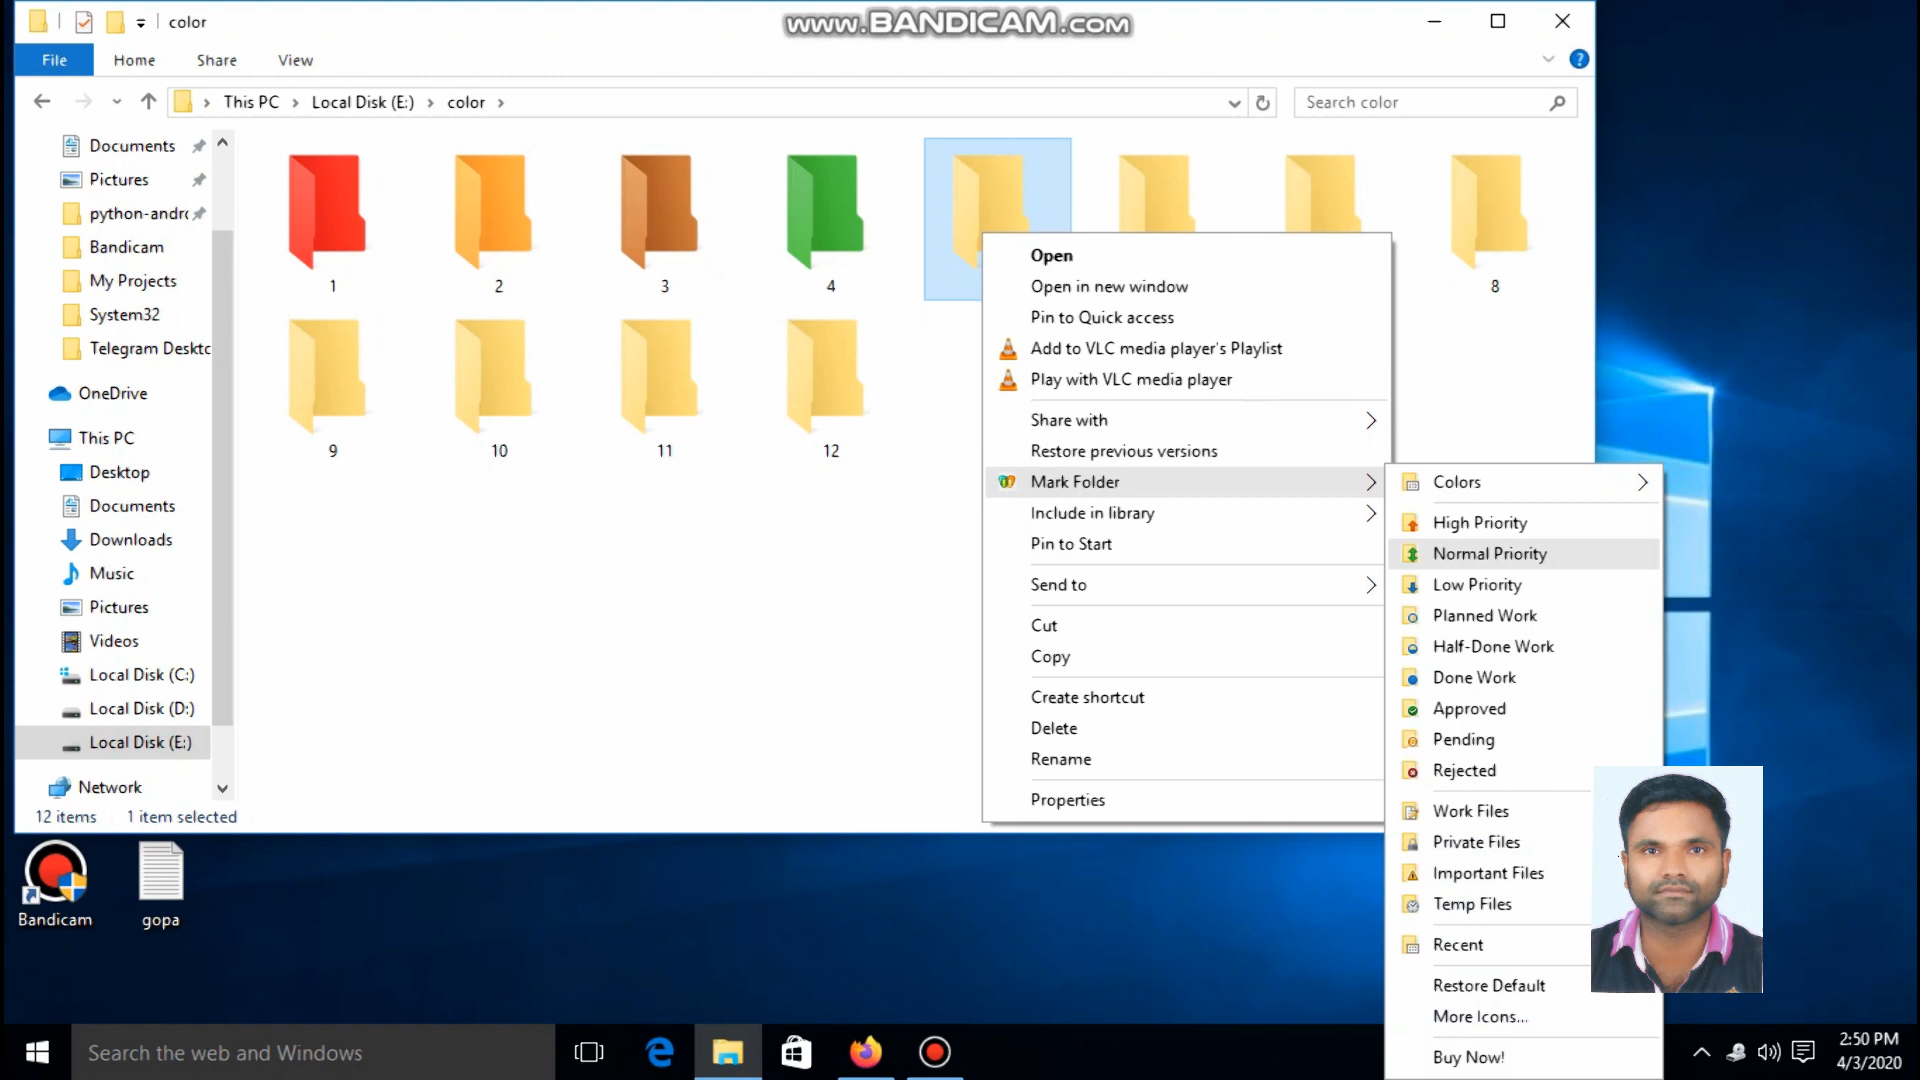 color
www.BANDICAM.com
File
Home
Share
View
This PC
Local Disk (E:)
color
Search color
Documents
Pictures
python-andr
Bandicam
My Projects
System32
Telegram Deskt
OneDrive
This PC
Desktop
Documents
Downloads
Music
Pictures
Videos
Local Disk (C:)
Local Disk (D:)
Local Disk (E:)
Network
12 items
1 item selected
1
2
3
4
8
9
10
11
12
Open
Open in new window
Pin to Quick access
Add to VLC media player's Playlist
Play with VLC media player
Share with
Restore previous versions
Mark Folder
Include in library
Pin to Start
Send to
Cut
Copy
Create shortcut
Delete
Rename
Properties
Colors
High Priority
Normal Priority
Low Priority
Planned Work
Half-Done Work
Done Work
Approved
Pending
Rejected
Work Files
Private Files
Important Files
Temp Files
Recent
Restore Default
More Icons...
Buy Now!
Bandicam
gopa
Search the web and Windows
2:50 PM
4/3/2020